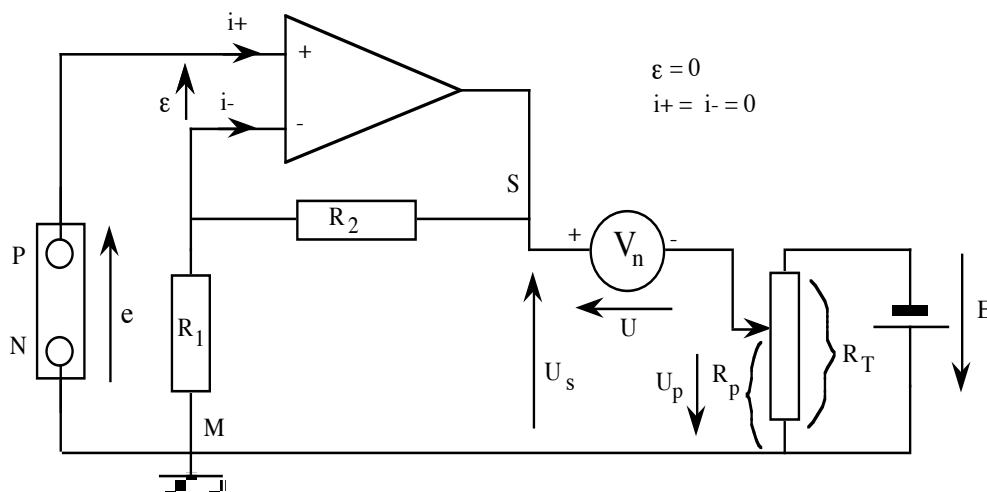 i+
+
ε
i-
-
ε = 0
i+ = i- = 0
S
R2
P
N
e
R1
+
Vn
-
U
Us
Up
Rp
RT
E
M